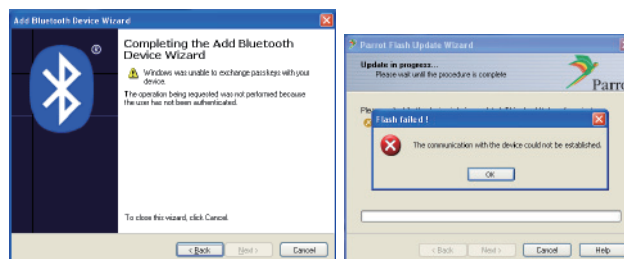 Add Bluetooth Device Wizard
Completing the Add Bluetooth
Device Wizard
Windows was unable to exchange passkeys with your
device.
The operation being requested was not performed because
the user has not been authenticated.
To close this wizard, click Cancel.
< Back
Next >
Cancel
Parrot Flash Update Wizard
Update in progress...
Please wait until the procedure is complete
Parro
Flash failed !
The communication with the device could not be established.
OK
< Back
Next >
Cancel
Help